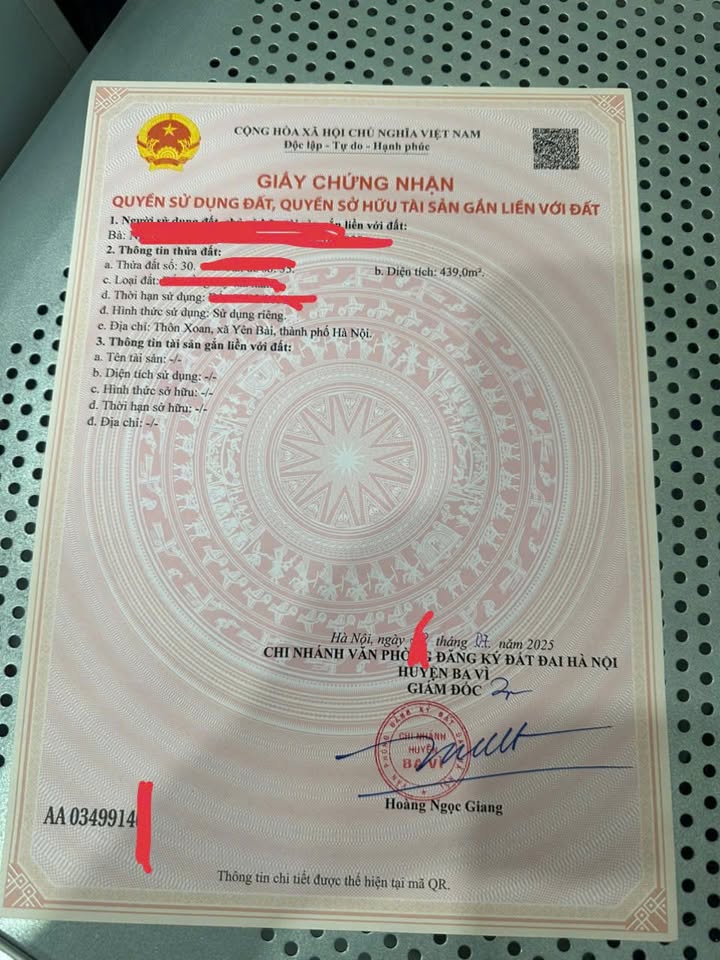 CỘNG HÒA XÃ HỘI CHỦ NGHĨA VIỆT NAM
Độc lập - Tự do - Hạnh phúc
GIẤY CHỨNG NHẬN
QUYỀN SỬ DỤNG ĐẤT, QUYỀN SỞ HỮU TÀI SẢN GẮN LIỀN VỚI ĐẤT
1. Người sử dụng đất, gắn liền với đất:
Bà:
2. Thông tin thửa đất:
a. Thửa đất số: 30. b. Diện tích: 439,0m².
c. Loại đất:
d. Thời hạn sử dụng:
đ. Hình thức sử dụng: Sử dụng riêng.
e. Địa chỉ: Thôn Xoan, xã Yên Bài, thành phố Hà Nội.
3. Thông tin tài sản gắn liền với đất:
a. Tên tài sản: -/-
b. Diện tích sử dụng: -/-
c. Hình thức sở hữu: -/-
d. Thời hạn sở hữu: -/-
đ. Địa chỉ: -/-
Hà Nội, ngày tháng 07 năm 2025
CHI NHÁNH VĂN PHÒNG ĐĂNG KÝ ĐẤT ĐAI HÀ NỘI
HUYỆN BA VÌ
GIÁM ĐỐC
CHI NHÁNH
HUYỆN
BA VÌ
Hoàng Ngọc Giang
AA 0349914
Thông tin chi tiết được thể hiện tại mã QR.